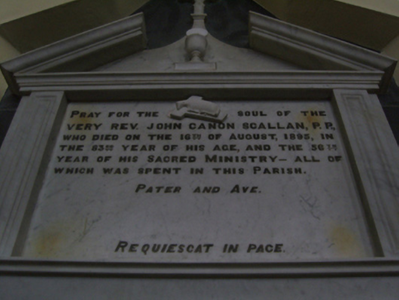 PRAY FOR THE SOUL OF THE
VERY REV. JOHN CANON SCALLAN, P.P.,
WHO DIED ON THE 16TH OF AUGUST, 1895, IN
THE 83RD YEAR OF HIS AGE, AND THE 56TH
YEAR OF HIS SACRED MINISTRY— ALL OF
WHICH WAS SPENT IN THIS PARISH.
PATER AND AVE.
REQUIESCAT IN PACE.